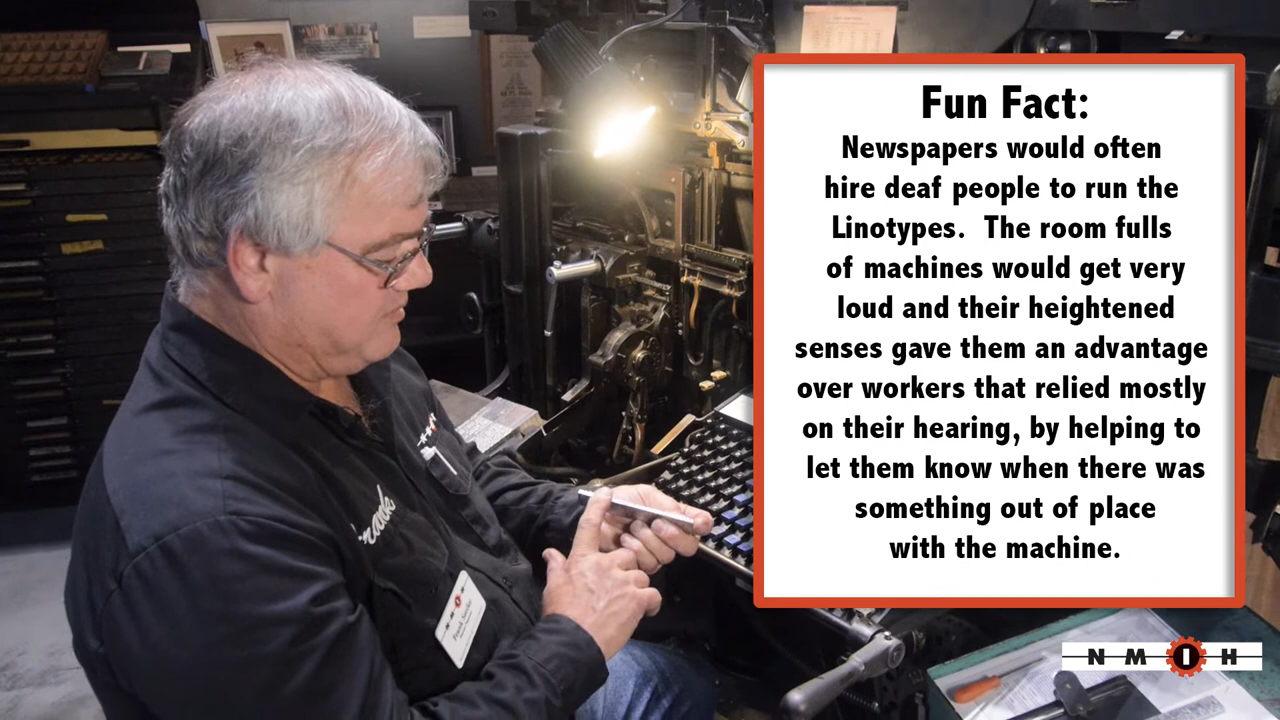 Fun Fact:
Newspapers would often
hire deaf people to run the
Linotypes. The room fulls
of machines would get very
loud and their heightened
senses gave them an advantage
over workers that relied mostly
on their hearing, by helping to
let them know when there was
something out of place
with the machine.
N M I H